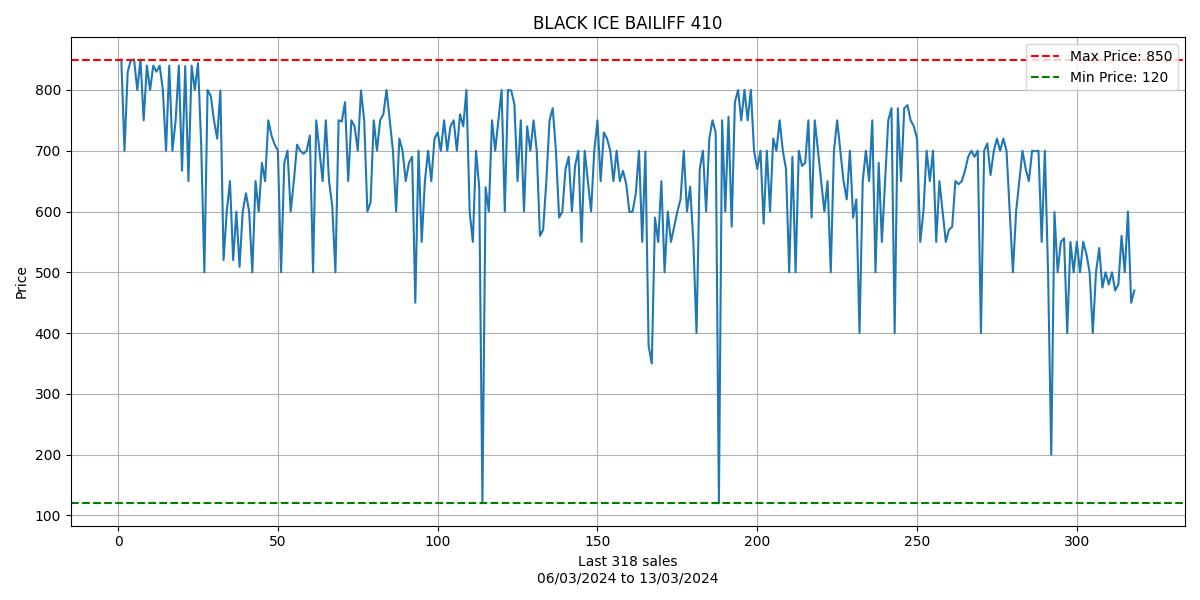 BLACK ICE BAILIFF 410
Max Price: 850
Min Price: 120
Price
800
700
600
500
400
300
200
100
0 50 100 150 200 250 300
Last 318 sales
06/03/2024 to 13/03/2024